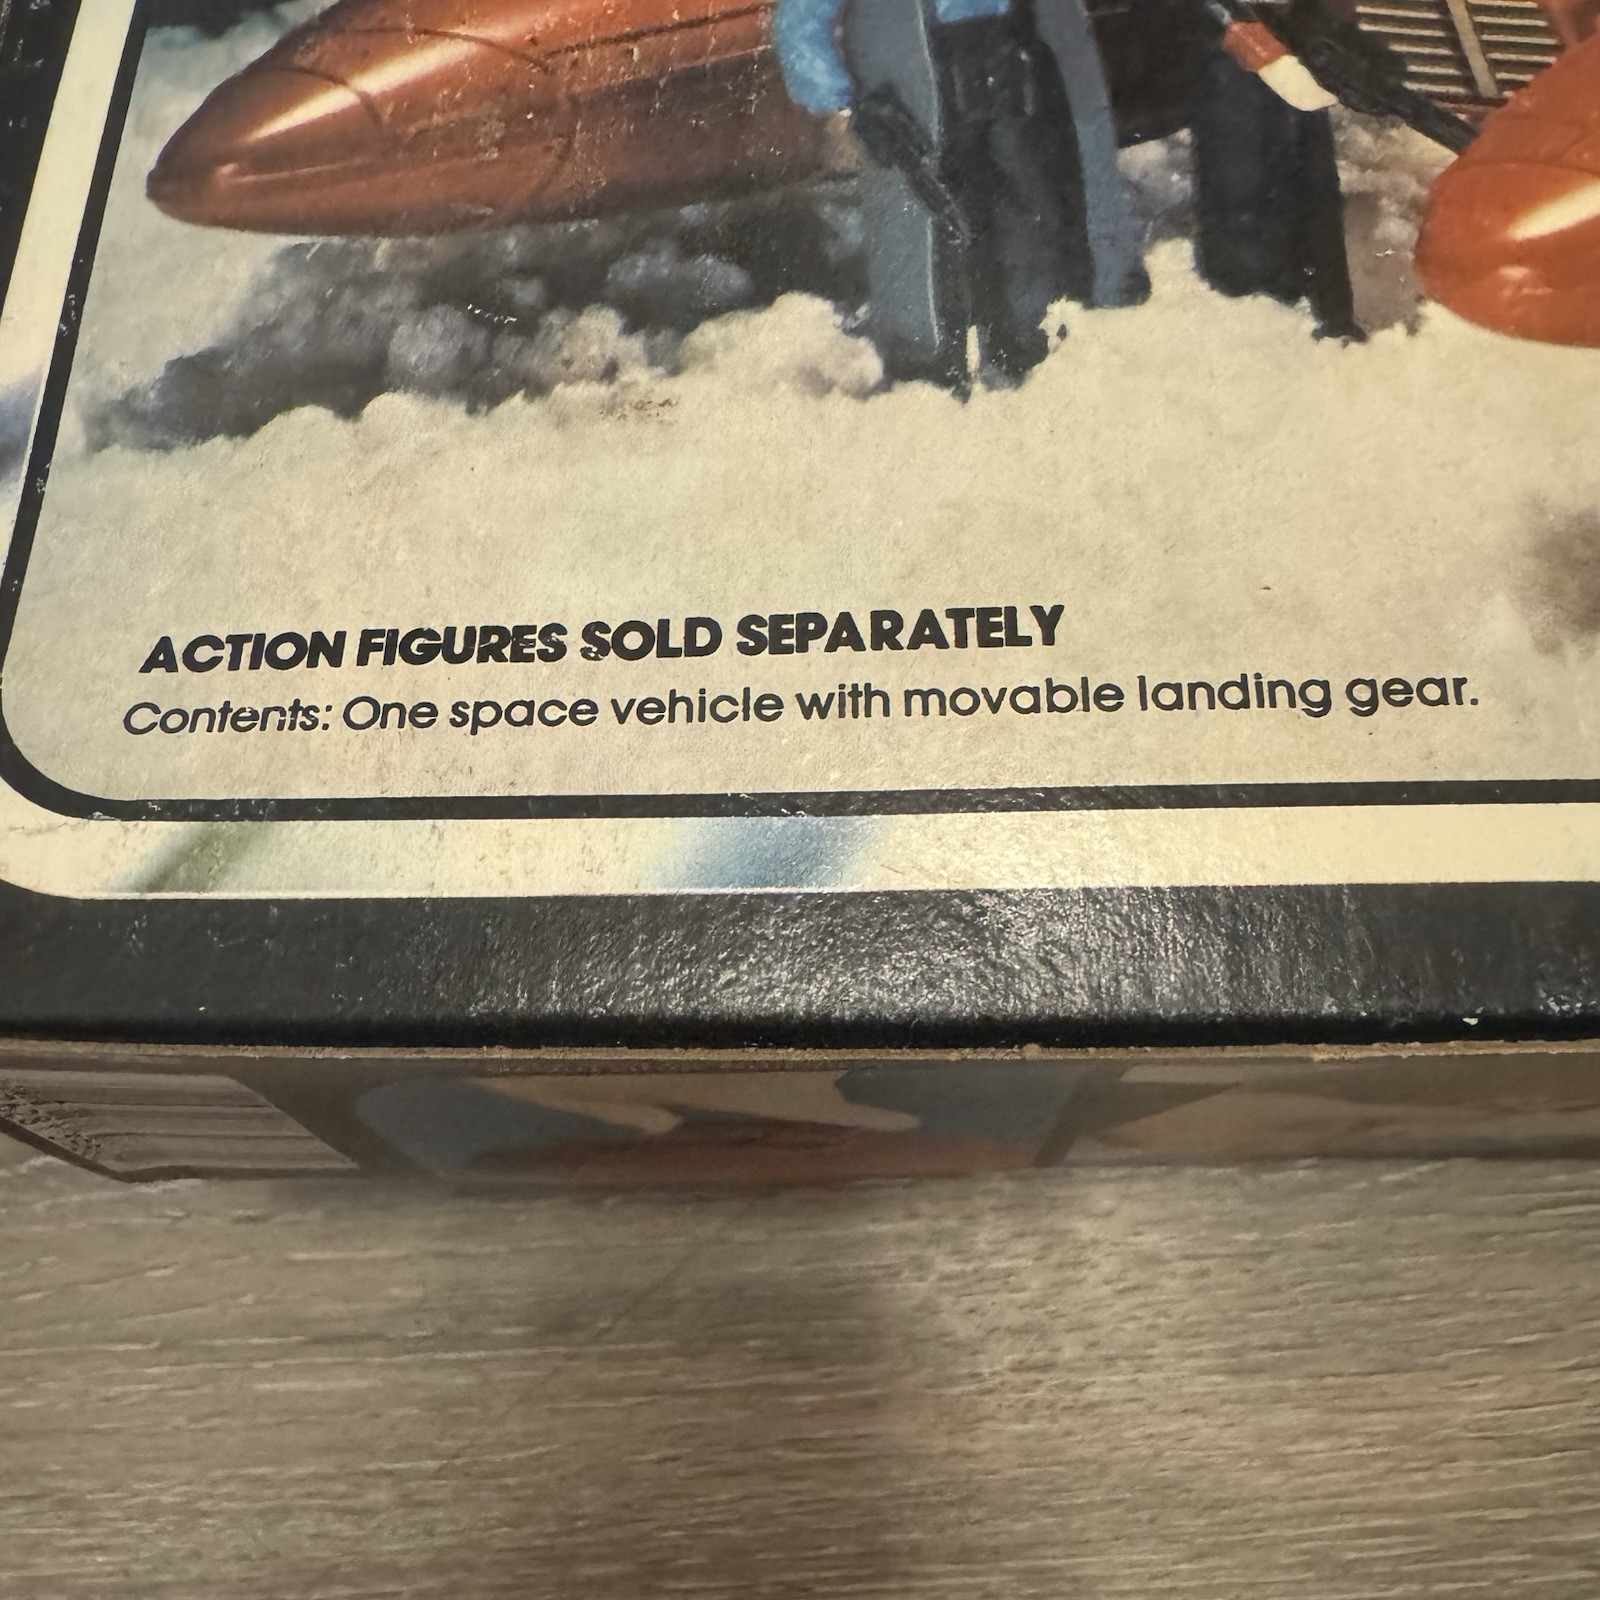 ACTION FIGURES SOLD SEPARATELY
Contents: One space vehicle with movable landing gear.